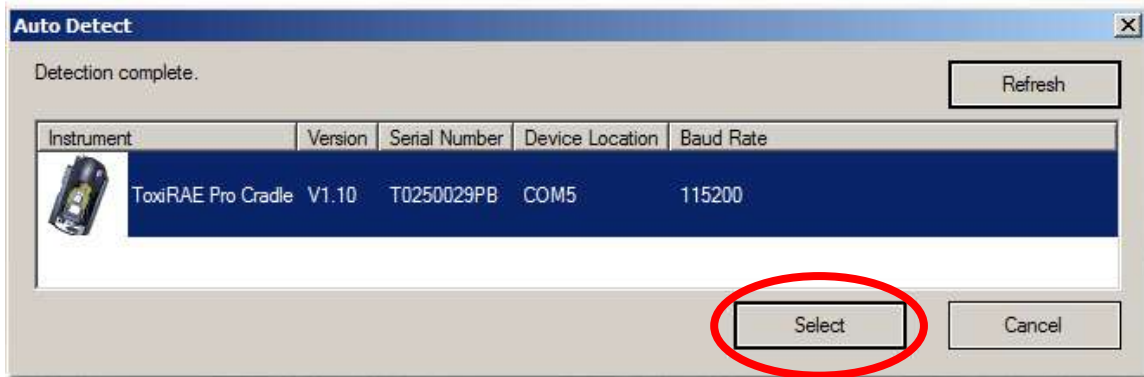 Auto Detect
Detection complete.
Refresh
Instrument Version Serial Number Device Location Baud Rate
ToxiRAE Pro Cradle V1.10 T0250029PB COM5 115200
Select Cancel